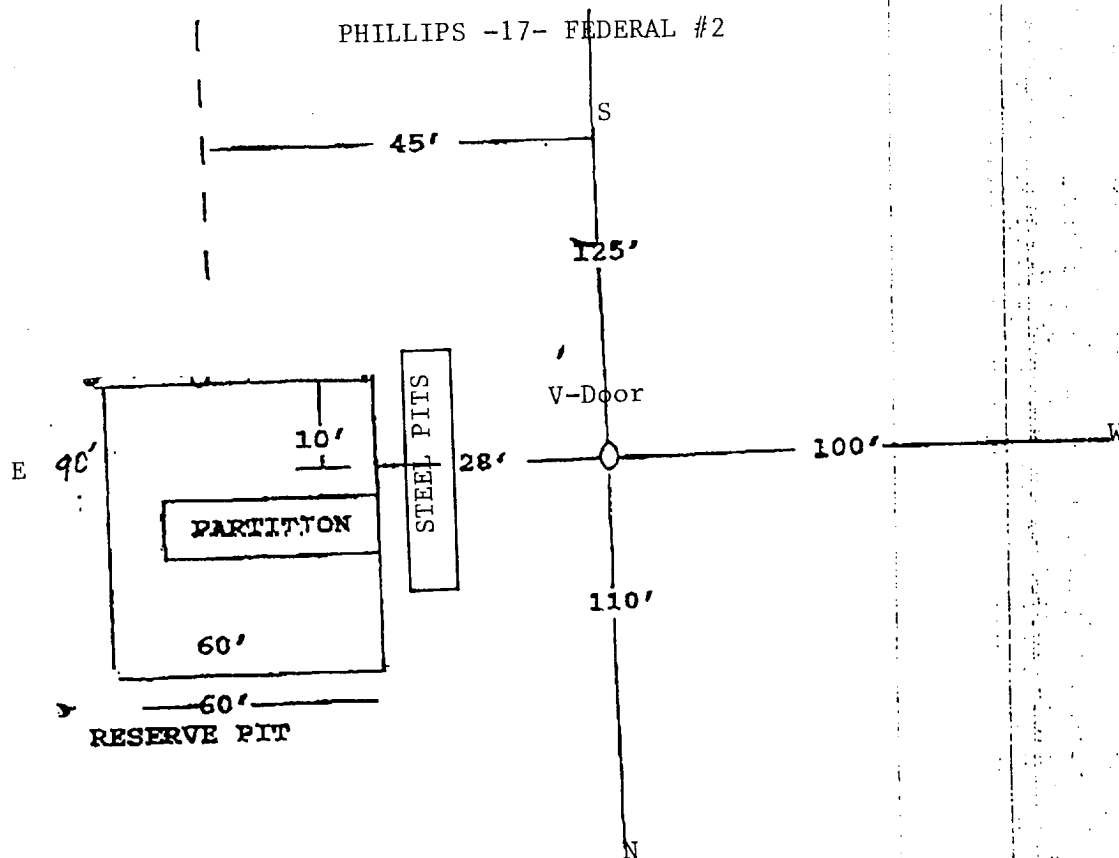 PHILLIPS -17- FEDERAL #2
S
45'
125'
V-Door
STEEL PITS
10'
E
90'
28'
100'
W
PARTITION
110'
60'
60'
RESERVE PIT
N